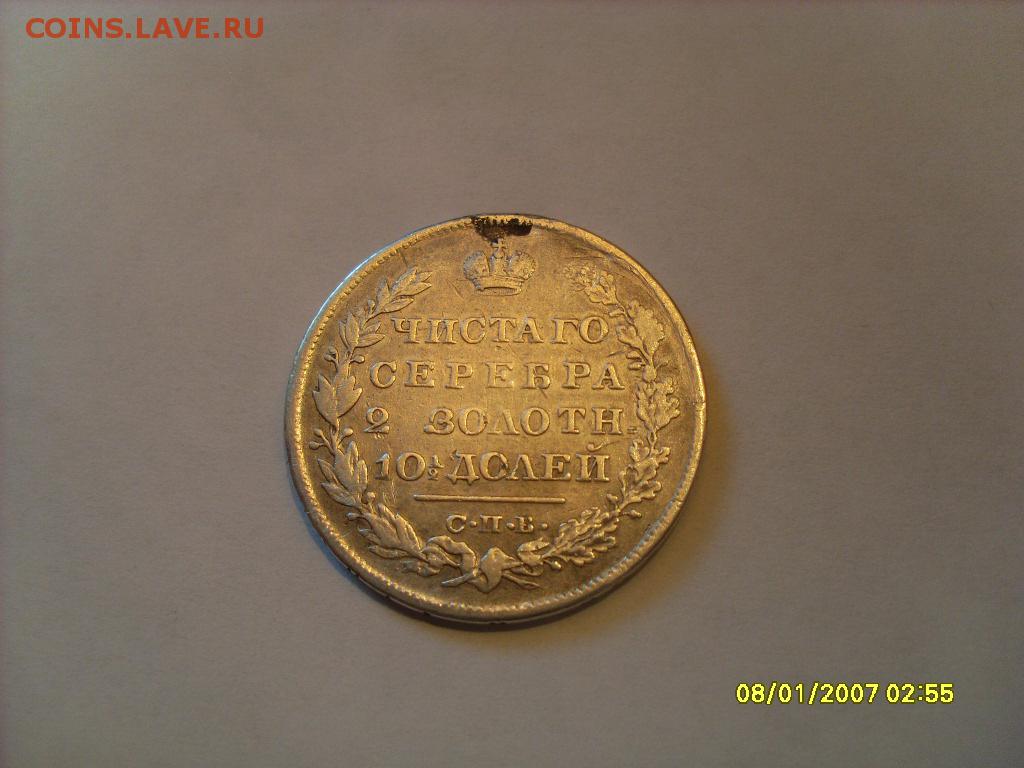 COINS.LAVE.RU
ЧИСТАГО
СЕРЕБРА
2 ЗОЛОТН.
10½ ДОЛЕЙ
С·П·Б·
08/01/2007 02:55